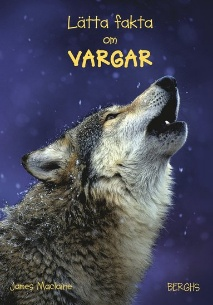 Lätta fakta
om
VARGAR
James Maclaine
BERGHS